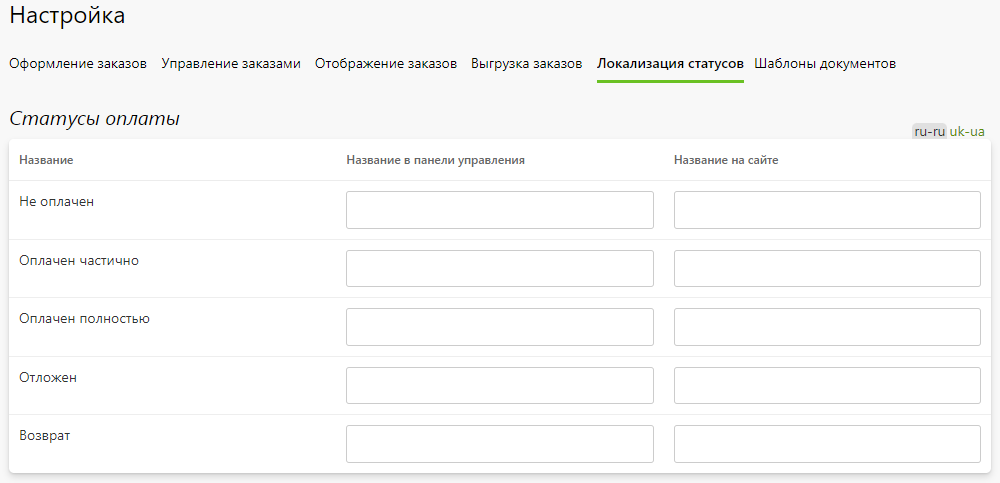 Настройка
Оформление заказов Управление заказами Отображение заказов Выгрузка заказов Локализация статусов Шаблоны документов
Статусы оплаты
ru-ru uk-ua
Название Название в панели управления Название на сайте
Не оплачен
Оплачен частично
Оплачен полностью
Отложен
Возврат